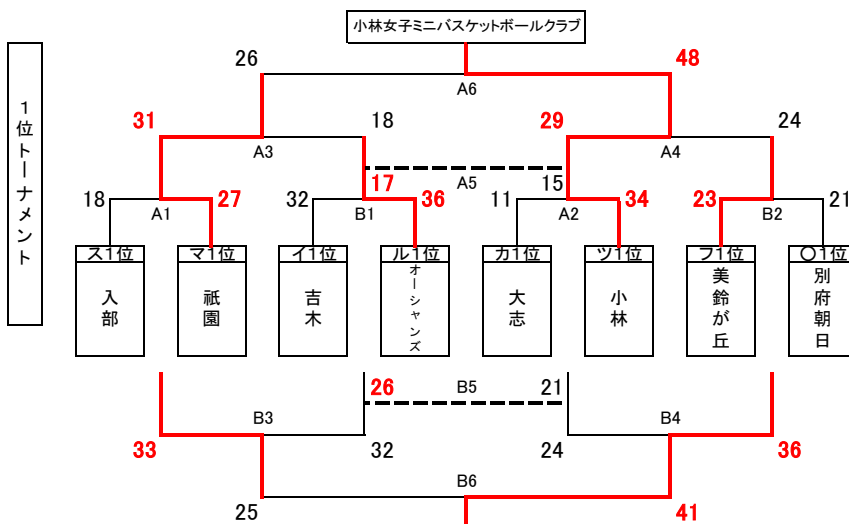 小林女子ミニバスケットボールクラブ
1位トーナメント
26
48
A6
31
18
29
24
A3
A4
A5
18
27
32
17
36
11
15
34
23
21
A1
B1
A2
B2
ス1位
マ1位
イ1位
ル1位
カ1位
ツ1位
フ1位
〇1位
入部
祇園
吉木
オーシャンズ
大志
小林
美鈴が丘
別府朝日
26
B5
21
B3
B4
33
32
24
36
B6
25
41